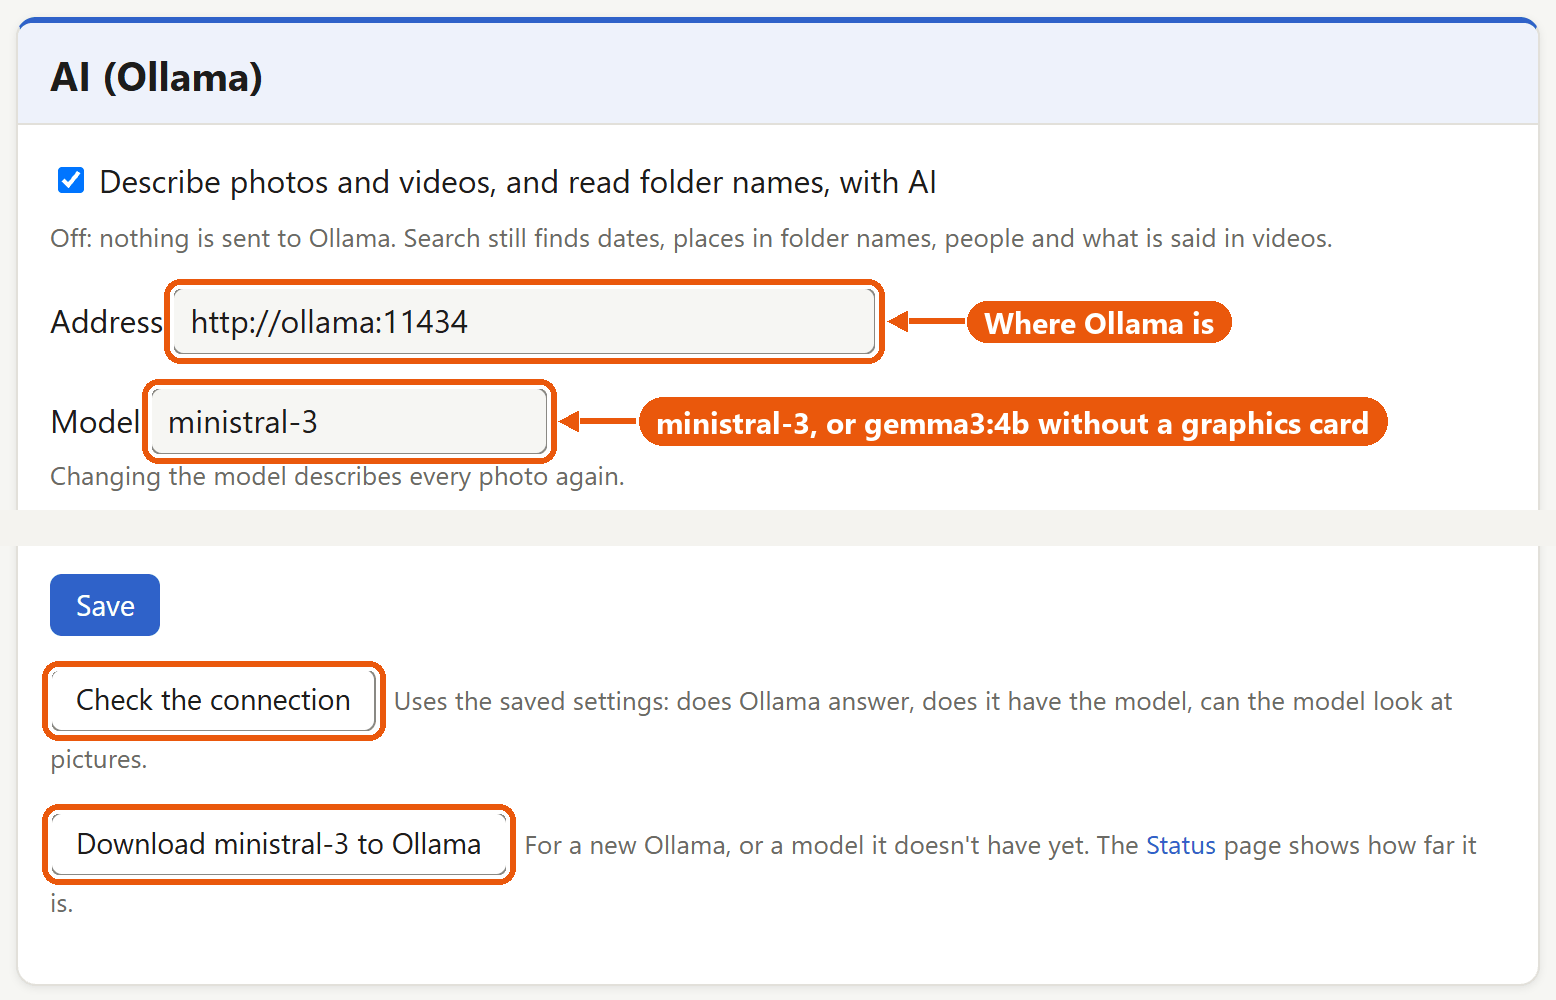 AI (Ollama)
Describe photos and videos, and read folder names, with AI
Off: nothing is sent to Ollama. Search still finds dates, places in folder names, people and what is said in videos.
Address http://ollama:11434 Where Ollama is
Model ministral-3 ministral-3, or gemma3:4b without a graphics card
Changing the model describes every photo again.
Save
Check the connection Uses the saved settings: does Ollama answer, does it have the model, can the model look at
pictures.
Download ministral-3 to Ollama For a new Ollama, or a model it doesn't have yet. The Status page shows how far it
is.